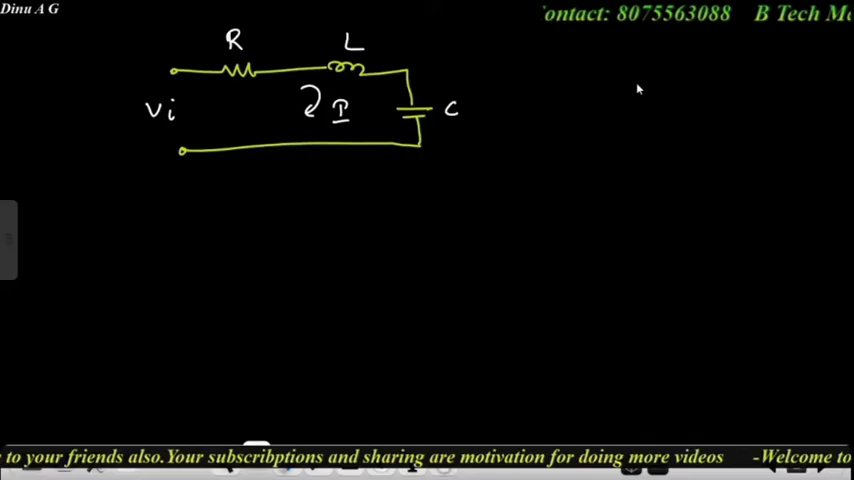 Dinu A G
contact: 8075563088 B Tech M
R L
Vi I C
to your friends also.Your subscribptions and sharing are motivation for doing more videos -Welcome to